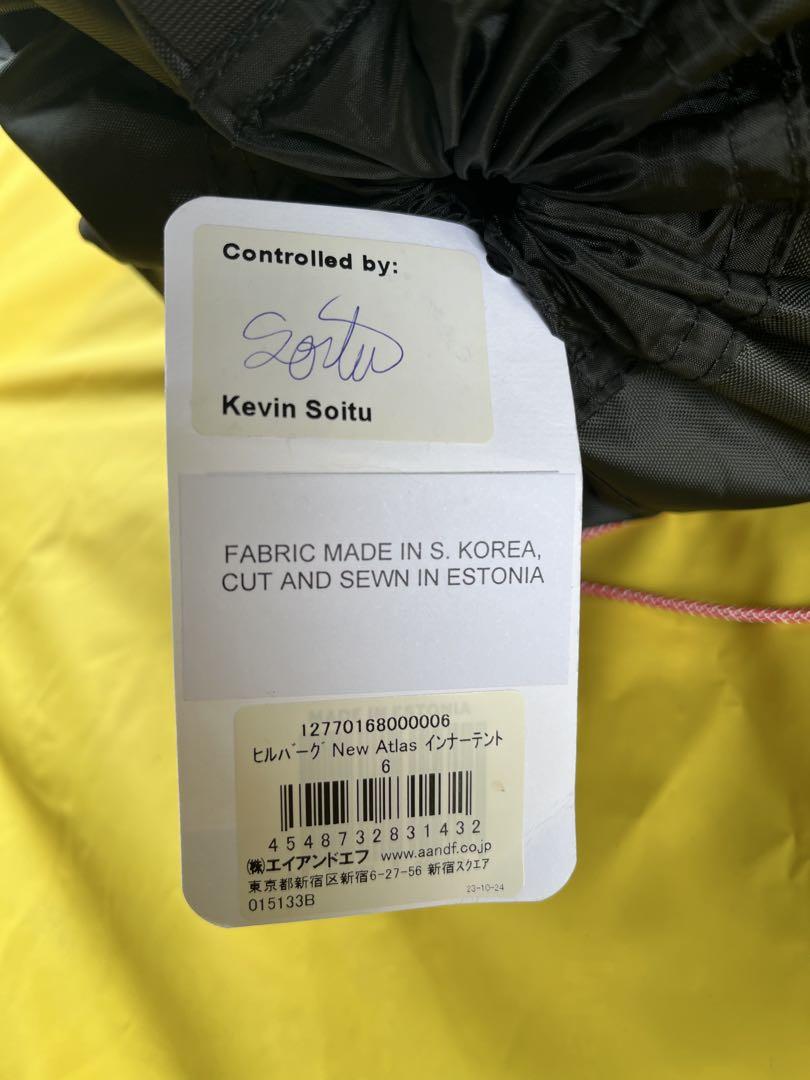 Controlled by:
Soitu
Kevin Soitu
FABRIC MADE IN S. KOREA,
CUT AND SEWN IN ESTONIA
MADE IN ESTONIA
12770168000006
ヒルバーグ New Atlas インナーテント
6
4548732831432
㈱エイアンドエフ www.aandf.co.jp
東京都新宿区新宿6-27-56 新宿スクエア
015133B 23-10-24